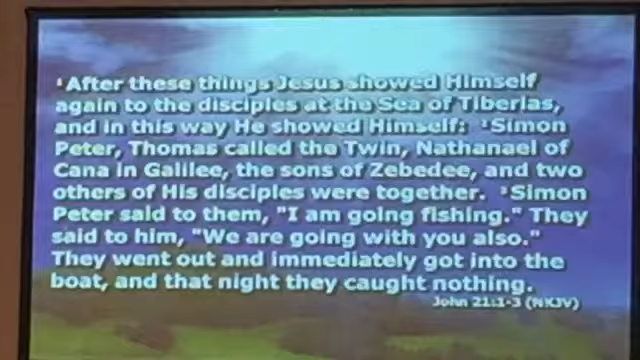 ¹After these things Jesus showed Himself
again to the disciples at the Sea of Tiberias,
and in this way He showed Himself: ²Simon
Peter, Thomas called the Twin, Nathanael of
Cana in Galilee, the sons of Zebedee, and two
others of His disciples were together. ³Simon
Peter said to them, "I am going fishing." They
said to him, "We are going with you also."
They went out and immediately got into the
boat, and that night they caught nothing.
John 21:1-3 (NKJV)